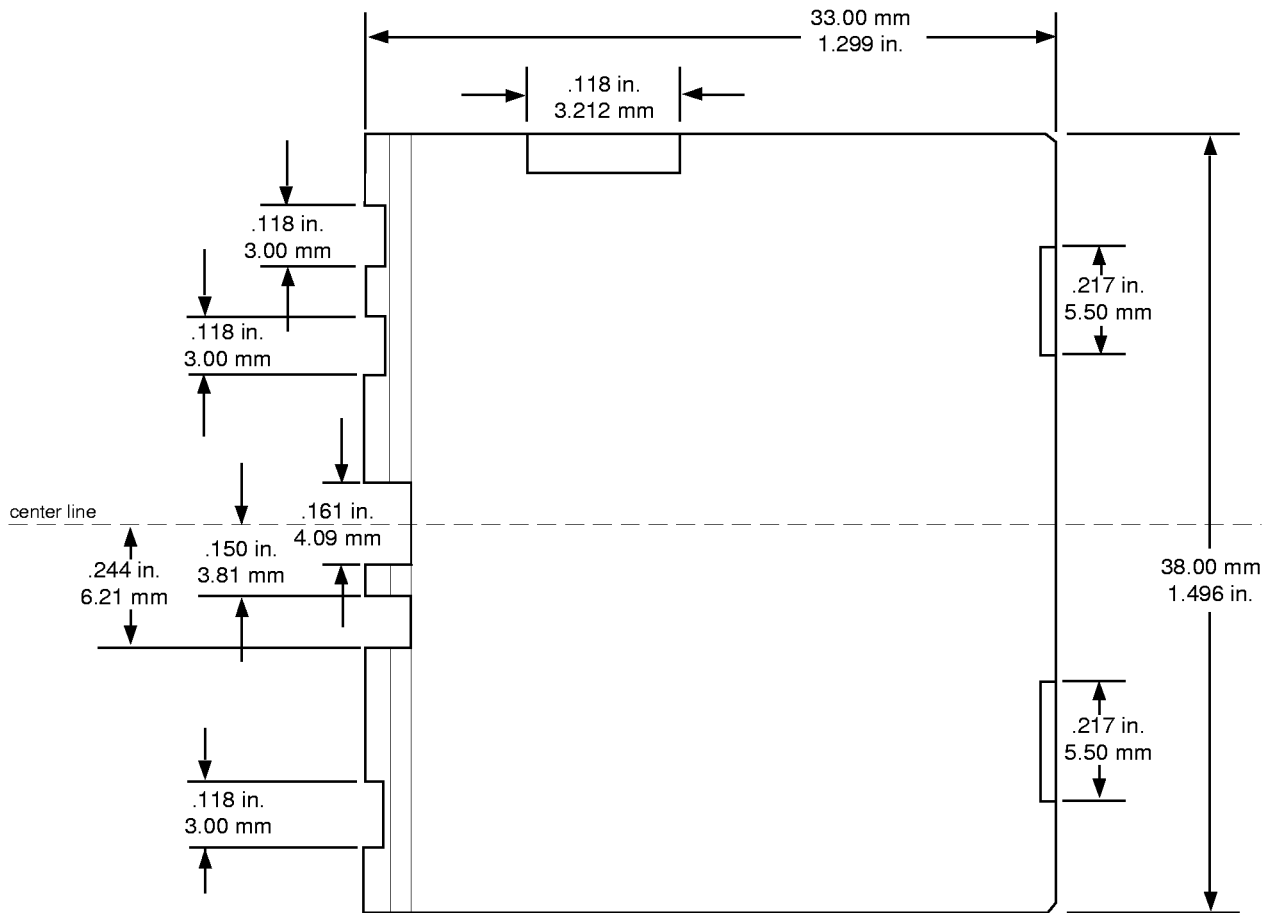 33.00 mm
1.299 in.
.118 in.
3.212 mm
.118 in.
3.00 mm
.217 in.
5.50 mm
.118 in.
3.00 mm
center line
.161 in.
4.09 mm
.150 in.
3.81 mm
.244 in.
6.21 mm
38.00 mm
1.496 in.
.217 in.
5.50 mm
.118 in.
3.00 mm